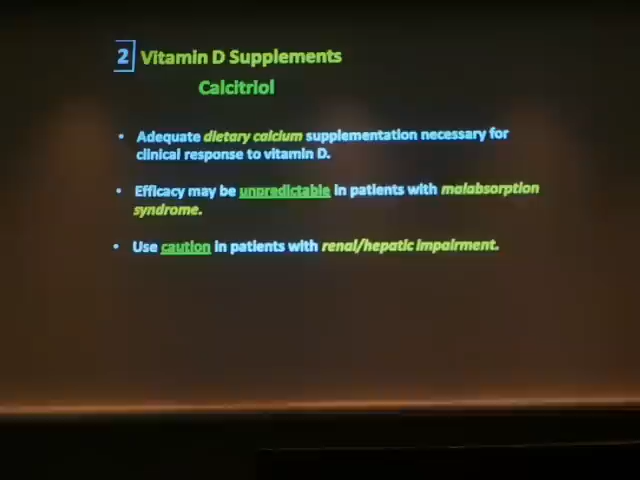 2 Vitamin D Supplements
Calcitriol
• Adequate dietary calcium supplementation necessary for
clinical response to vitamin D.
• Efficacy may be unpredictable in patients with malabsorption
syndrome.
• Use caution in patients with renal/hepatic impairment.